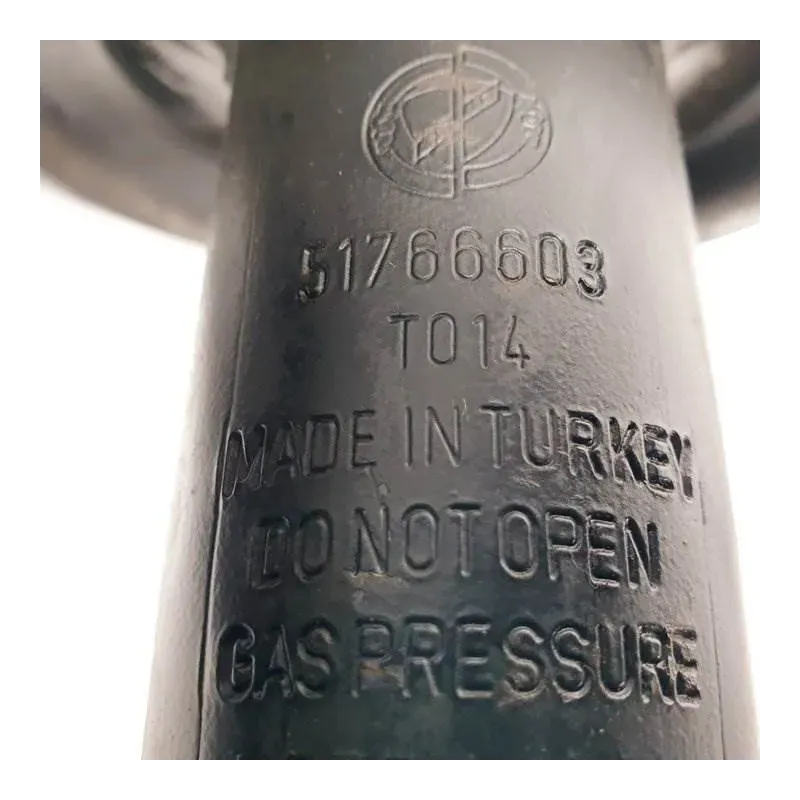 51766603
T014
MADE IN TURKEY
DO NOT OPEN
GAS PRESSURE